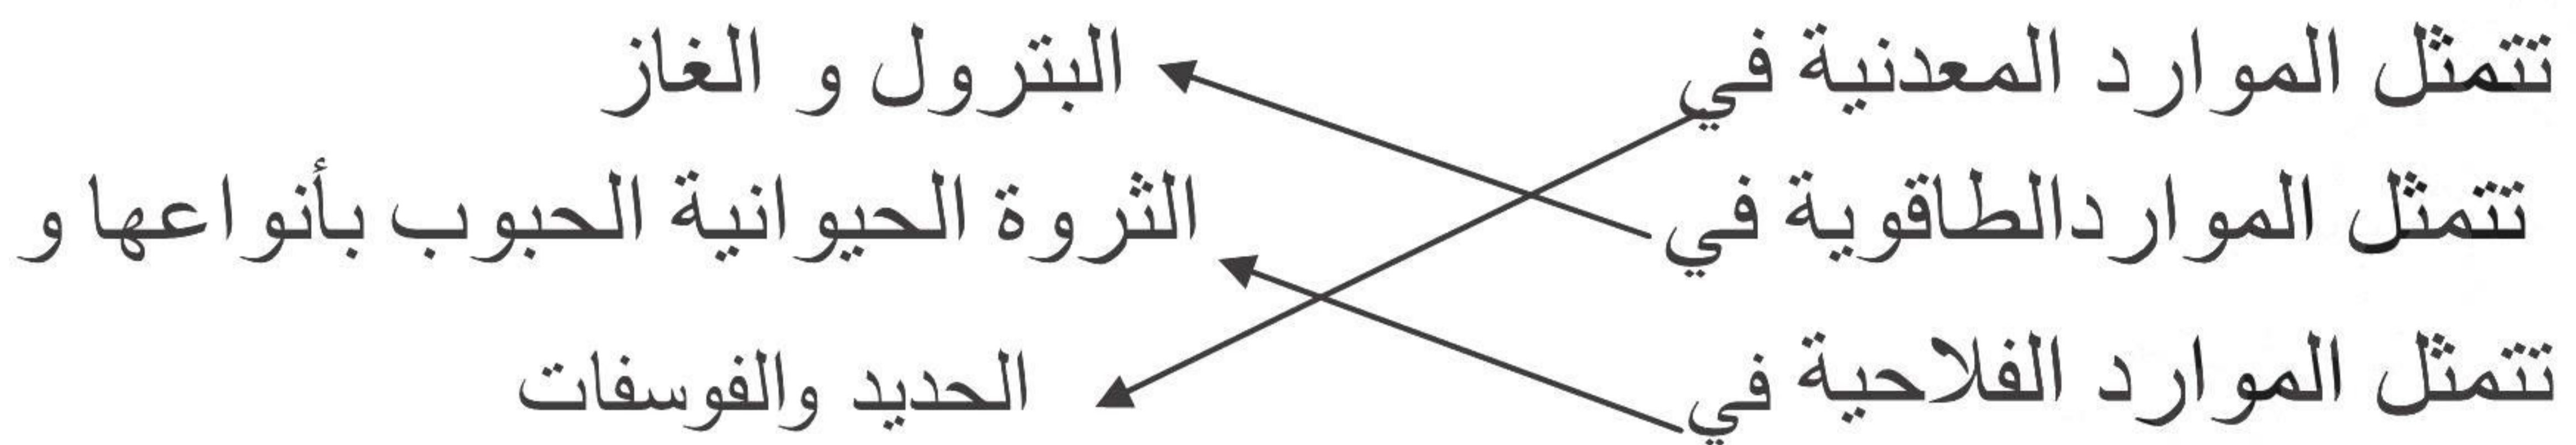 تتمثل الموارد المعدنية في
البترول و الغاز
تتمثل المواردالطاقوية في
الثروة الحيوانية الحبوب بأنواعها و
تتمثل الموارد الفلاحية في
الحديد والفوسفات